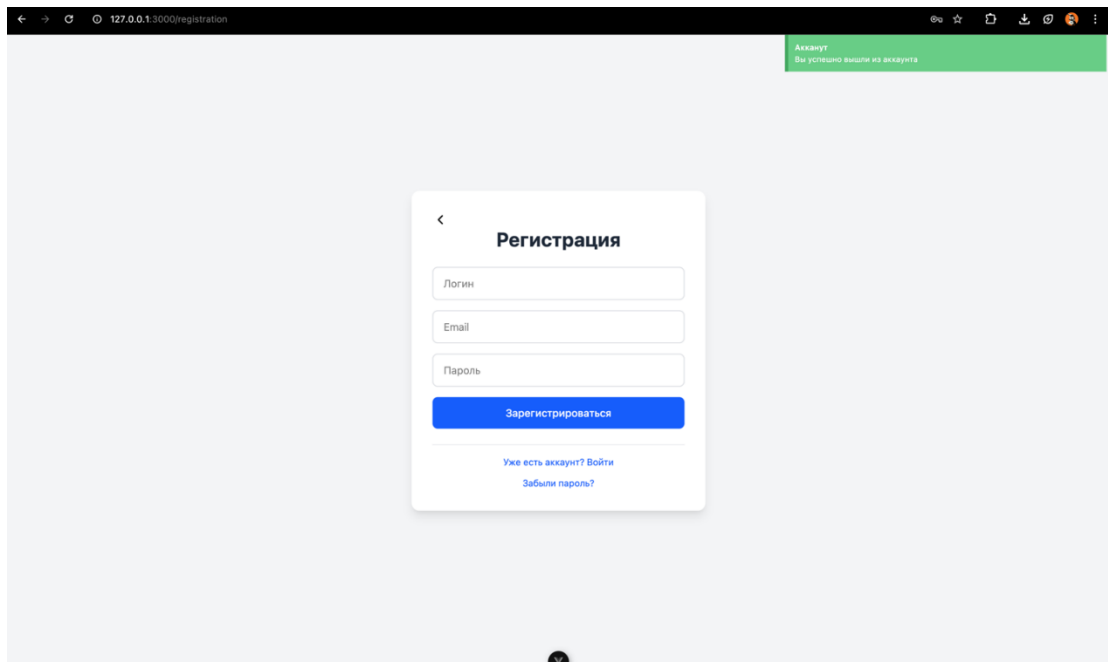 127.0.0.1:3000/registration
Акканут
Вы успешно вышли из аккаунта
Регистрация
Логин
Email
Пароль
Зарегистрироваться
Уже есть аккаунт? Войти
Забыли пароль?